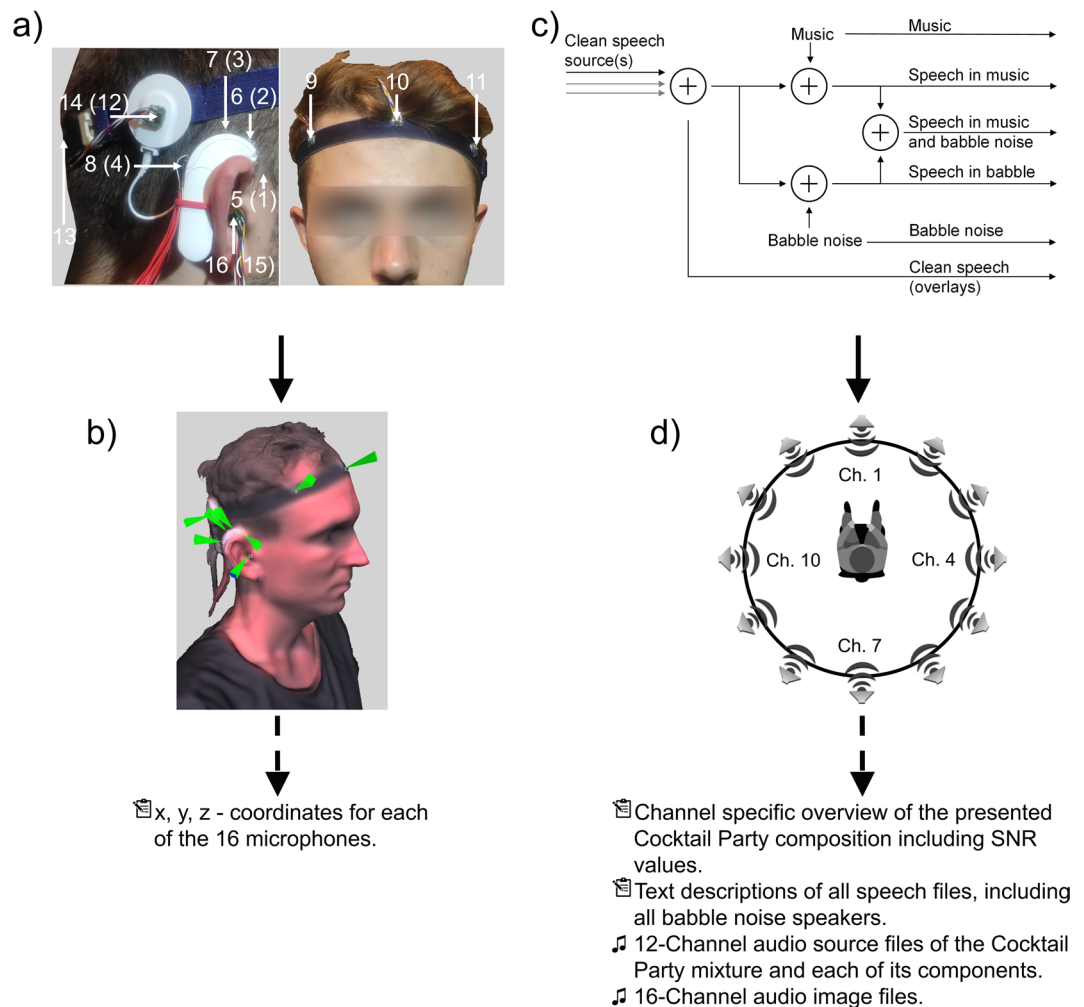 a)
7 (3)
6 (2)
14 (12)
8 (4)
5 (1)
13
16 (15)
9
10
11
b)
x, y, z - coordinates for each
of the 16 microphones.
c)
Clean speech
source(s)
Music
Music
Speech in music
Speech in music
and babble noise
Speech in babble
Babble noise
Babble noise
Clean speech
(overlays)
d)
Ch. 1
Ch. 10
Ch. 4
Ch. 7
Channel specific overview of the presented
Cocktail Party composition including SNR
values.
Text descriptions of all speech files, including
all babble noise speakers.
12-Channel audio source files of the Cocktail
Party mixture and each of its components.
16-Channel audio image files.